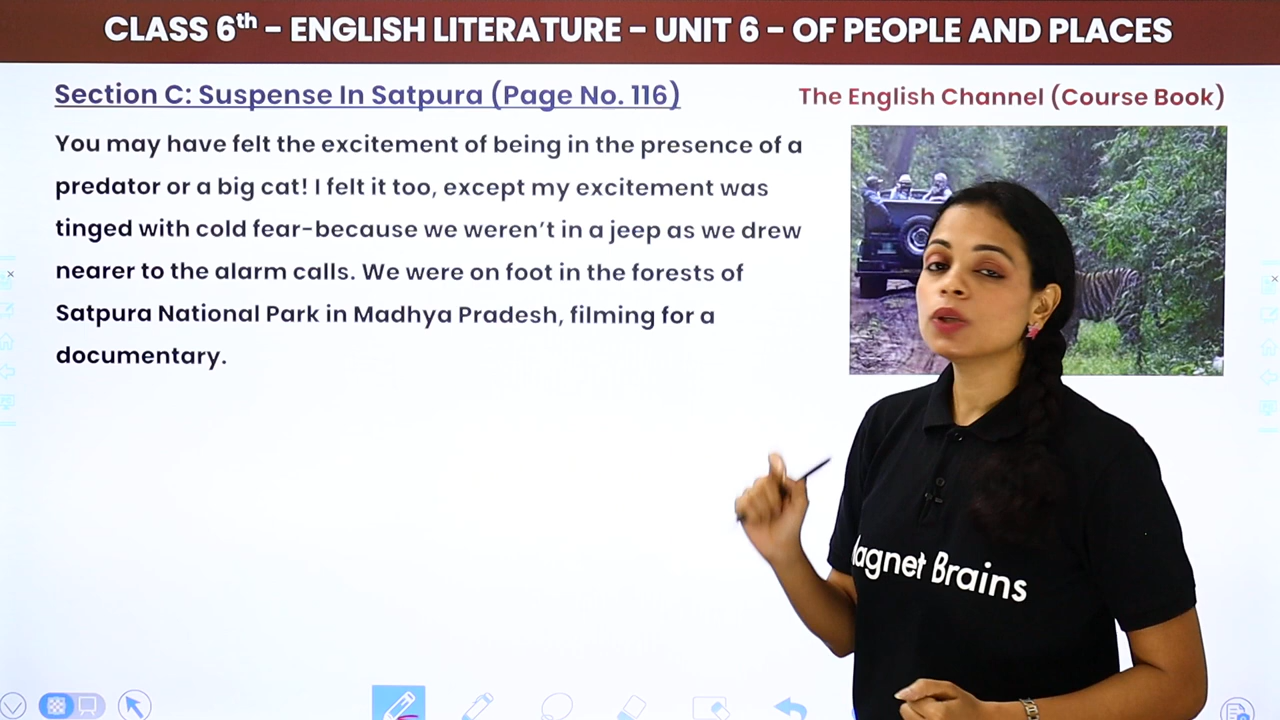 CLASS 6th - ENGLISH LITERATURE - UNIT 6 - OF PEOPLE AND PLACES
Section C: Suspense In Satpura (Page No. 116)
The English Channel (Course Book)
You may have felt the excitement of being in the presence of a
predator or a big cat! I felt it too, except my excitement was
tinged with cold fear-because we weren't in a jeep as we drew
nearer to the alarm calls. We were on foot in the forests of
Satpura National Park in Madhya Pradesh, filming for a
documentary.
agnet Brains